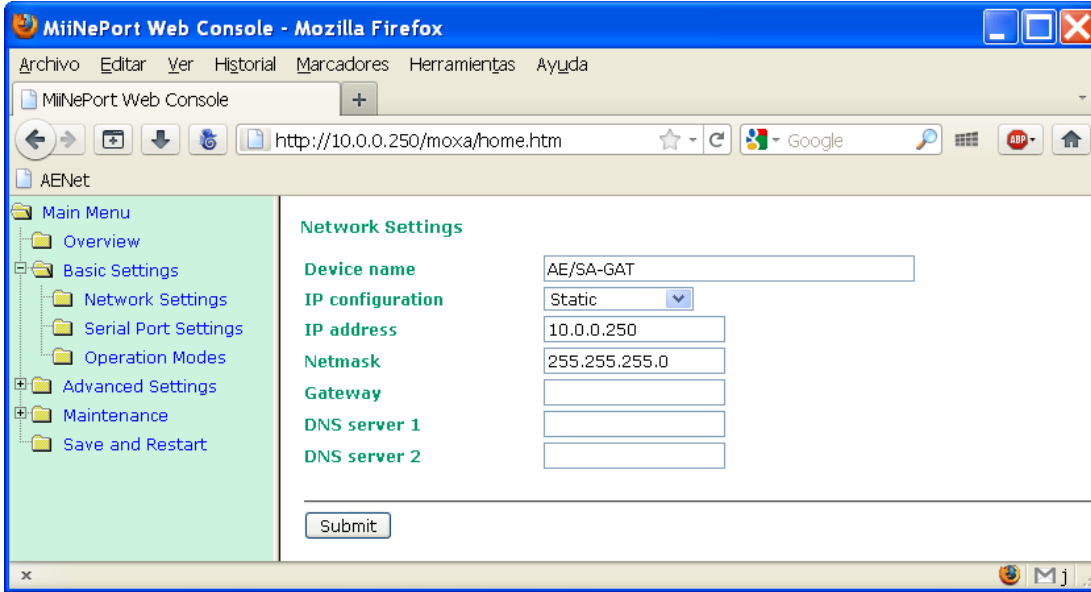 MiiNePort Web Console - Mozilla Firefox
Archivo Editar Ver Historial Marcadores Herramientas Ayuda
MiiNePort Web Console +
http://10.0.0.250/moxa/home.htm Google ABP
AENet
Main Menu
Overview
Basic Settings
Network Settings
Serial Port Settings
Operation Modes
Advanced Settings
Maintenance
Save and Restart
Network Settings
Device name AE/SA-GAT
IP configuration Static
IP address 10.0.0.250
Netmask 255.255.255.0
Gateway
DNS server 1
DNS server 2
Submit
x j